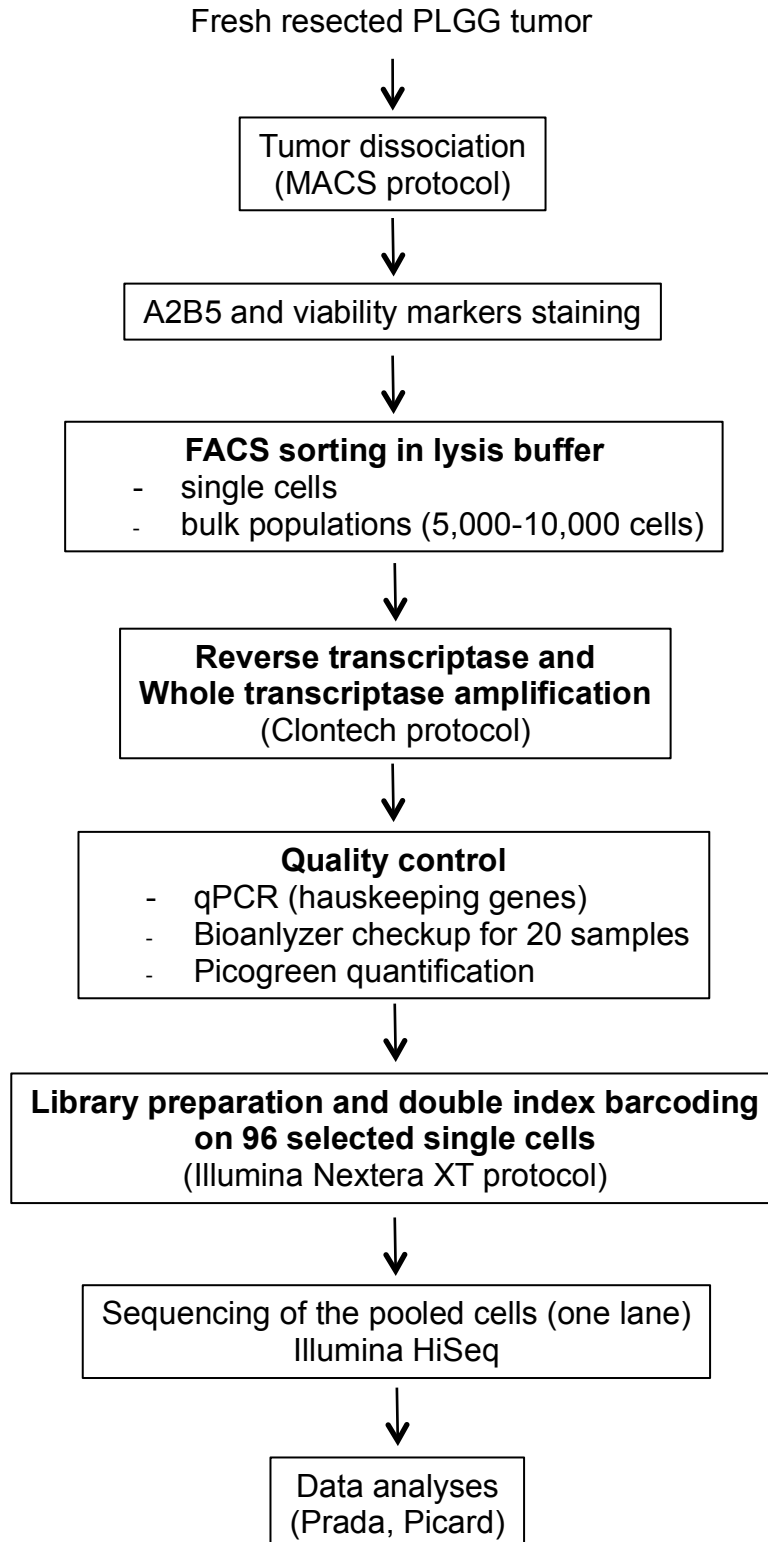 Fresh resected PLGG tumor
Tumor dissociation
(MACS protocol)
A2B5 and viability markers staining
FACS sorting in lysis buffer
- single cells
- bulk populations (5,000-10,000 cells)
Reverse transcriptase and
Whole transcriptase amplification
(Clontech protocol)
Quality control
- qPCR (hauskeeping genes)
- Bioanlyzer checkup for 20 samples
- Picogreen quantification
Library preparation and double index barcoding
on 96 selected single cells
(Illumina Nextera XT protocol)
Sequencing of the pooled cells (one lane)
Illumina HiSeq
Data analyses
(Prada, Picard)